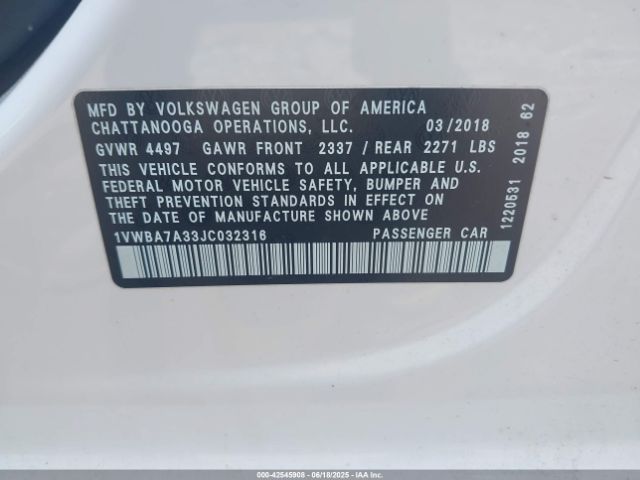 MFD BY VOLKSWAGEN GROUP OF AMERICA
CHATTANOOGA OPERATIONS, LLC. 03/2018
GVWR 4497 GAWR FRONT 2337 / REAR 2271 LBS
THIS VEHICLE CONFORMS TO ALL APPLICABLE U.S.
FEDERAL MOTOR VEHICLE SAFETY, BUMPER AND
THEFT PREVENTION STANDARDS IN EFFECT ON
THE DATE OF MANUFACTURE SHOWN ABOVE
1VWBA7A33JC032316 PASSENGER CAR
1220531 2018 62
000-42545908 - 06/18/2025 - IAA Inc.